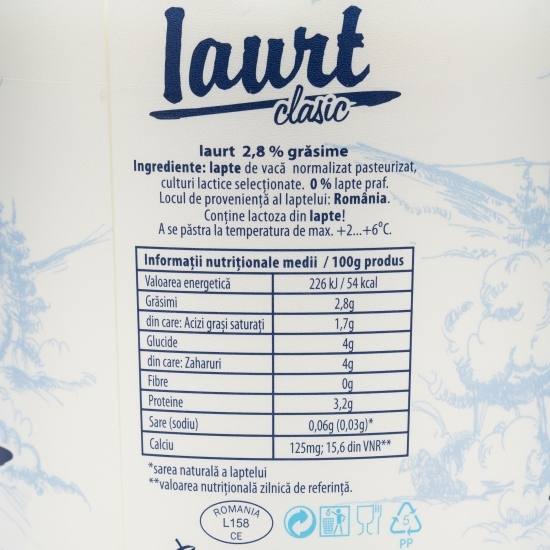 Iaurt
clasic
Iaurt 2,8 % grăsime
Ingrediente: lapte de vacă normalizat pasteurizat,
culturi lactice selecționate. 0 % lapte praf.
Locul de proveniență al laptelui: România.
Conține lactoza din lapte!
A se păstra la temperatura de max. +2...+6°C.
Informații nutriționale medii / 100g produs
Valoarea energetică 226 kJ / 54 kcal
Grăsimi 2,8g
din care: Acizi grași saturați 1,7g
Glucide 4g
din care: Zaharuri 4g
Fibre 0g
Proteine 3,2g
Sare (sodiu) 0,06g (0,03g)*
Calciu 125mg; 15,6 din VNR**
*sarea naturală a laptelui
**valoarea nutrițională zilnică de referință.
ROMANIA
L158
CE
5
PP